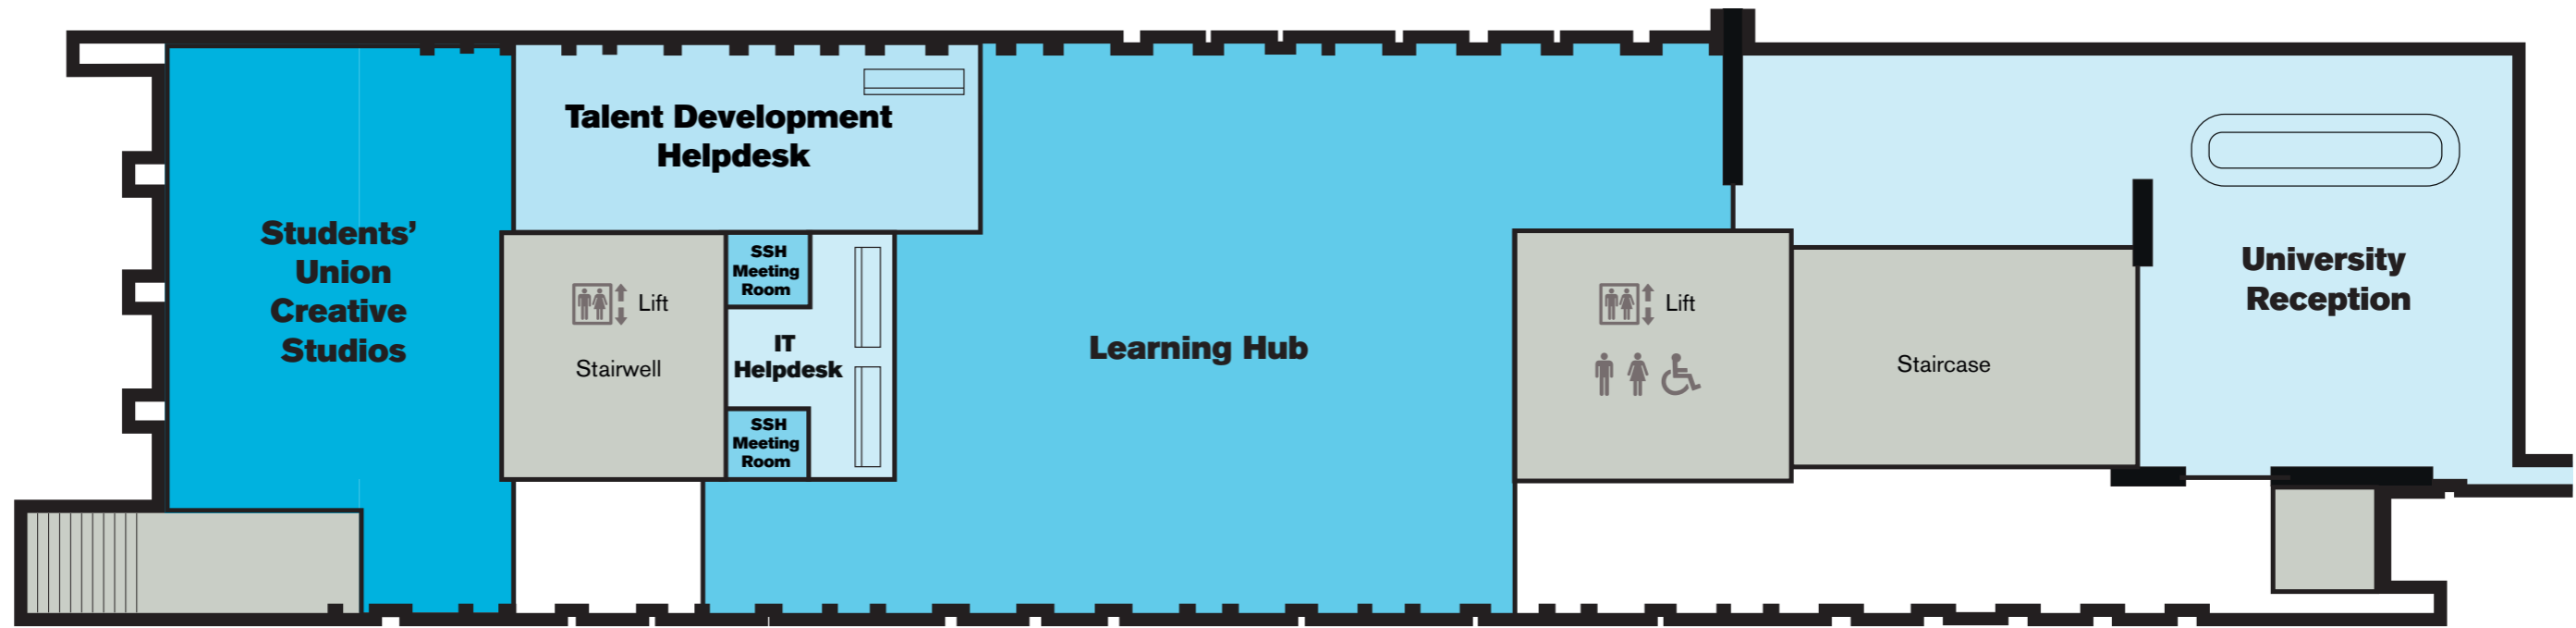 Talent Development
Helpdesk
Students’
Union
Creative
Studios
Lift
Stairwell
SSH
Meeting
Room
IT
Helpdesk
SSH
Meeting
Room
Learning Hub
Lift
Staircase
University
Reception